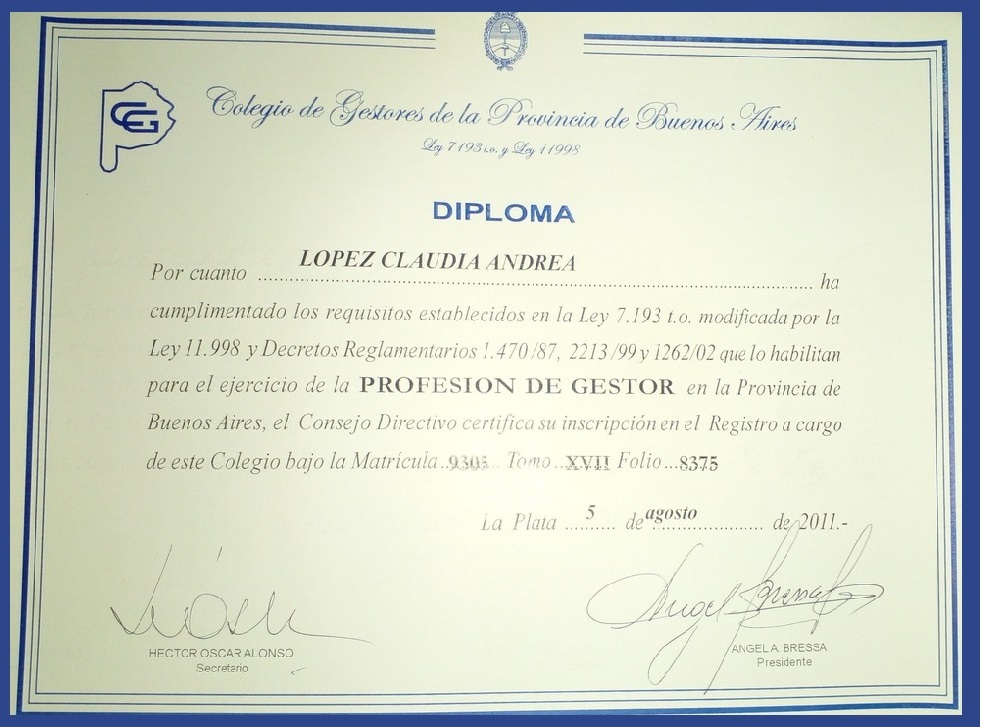 CG
Colegio de Gestores de la Provincia de Buenos Aires
Ley 7193 t.o. y Ley 11998
DIPLOMA
Por cuanto LOPEZ CLAUDIA ANDREA ha
cumplimentado los requisitos establecidos en la Ley 7.193 t.o. modificada por la
Ley 11.998 y Decretos Reglamentarios 1.470/87, 2213/99 y 1262/02 que lo habilitan
para el ejercicio de la PROFESION DE GESTOR en la Provincia de
Buenos Aires, el Consejo Directivo certifica su inscripción en el Registro a cargo
de este Colegio bajo la Matrícula Tomo XVII Folio 8375
La Plata 5 de agosto de 2011.-
Angel Bressa
HECTOR OSCAR ALONSO
Secretario
ANGEL A. BRESSA
Presidente